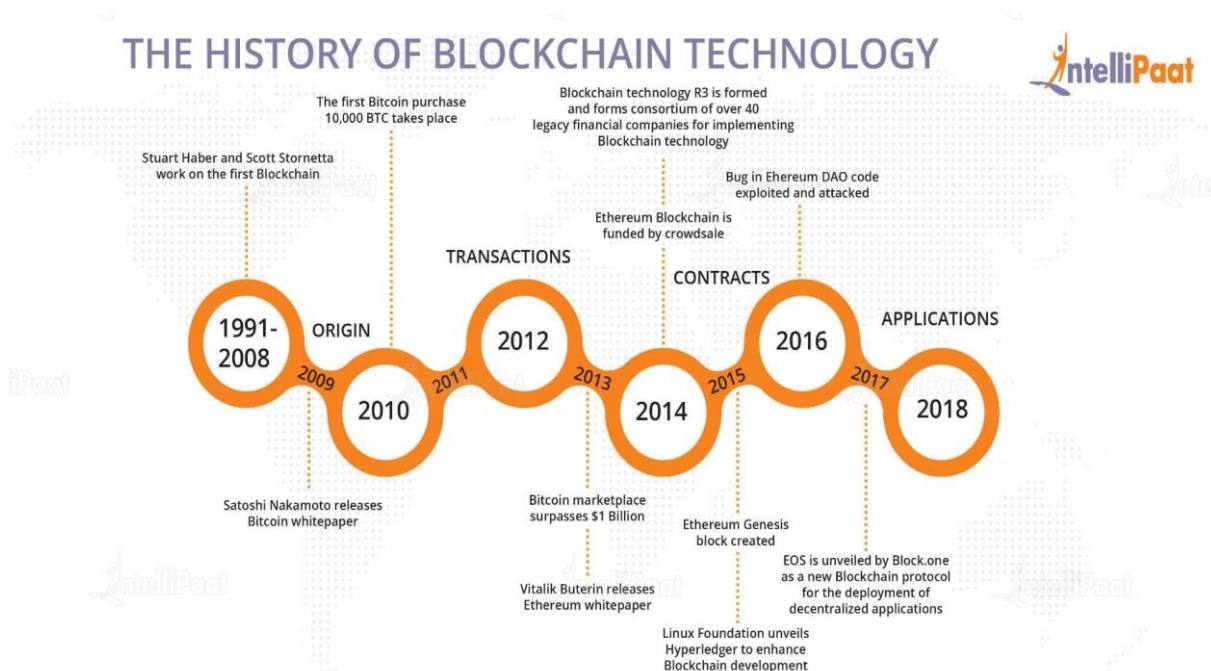 THE HISTORY OF BLOCKCHAIN TECHNOLOGY
IntelliPaat
Stuart Haber and Scott Stornetta
work on the first Blockchain
The first Bitcoin purchase
10,000 BTC takes place
Blockchain technology R3 is formed
and forms consortium of over 40
legacy financial companies for implementing
Blockchain technology
Ethereum Blockchain is
funded by crowdsale
Bug in Ehereum DAO code
exploited and attacked
ORIGIN
TRANSACTIONS
CONTRACTS
APPLICATIONS
1991-
2008
2009
2010
2011
2012
2013
2014
2015
2016
2017
2018
Satoshi Nakamoto releases
Bitcoin whitepaper
Bitcoin marketplace
surpasses $1 Billion
Vitalik Buterin releases
Ethereum whitepaper
Ethereum Genesis
block created
Linux Foundation unveils
Hyperledger to enhance
Blockchain development
EOS is unveiled by Block.one
as a new Blockchain protocol
for the deployment of
decentralized applications